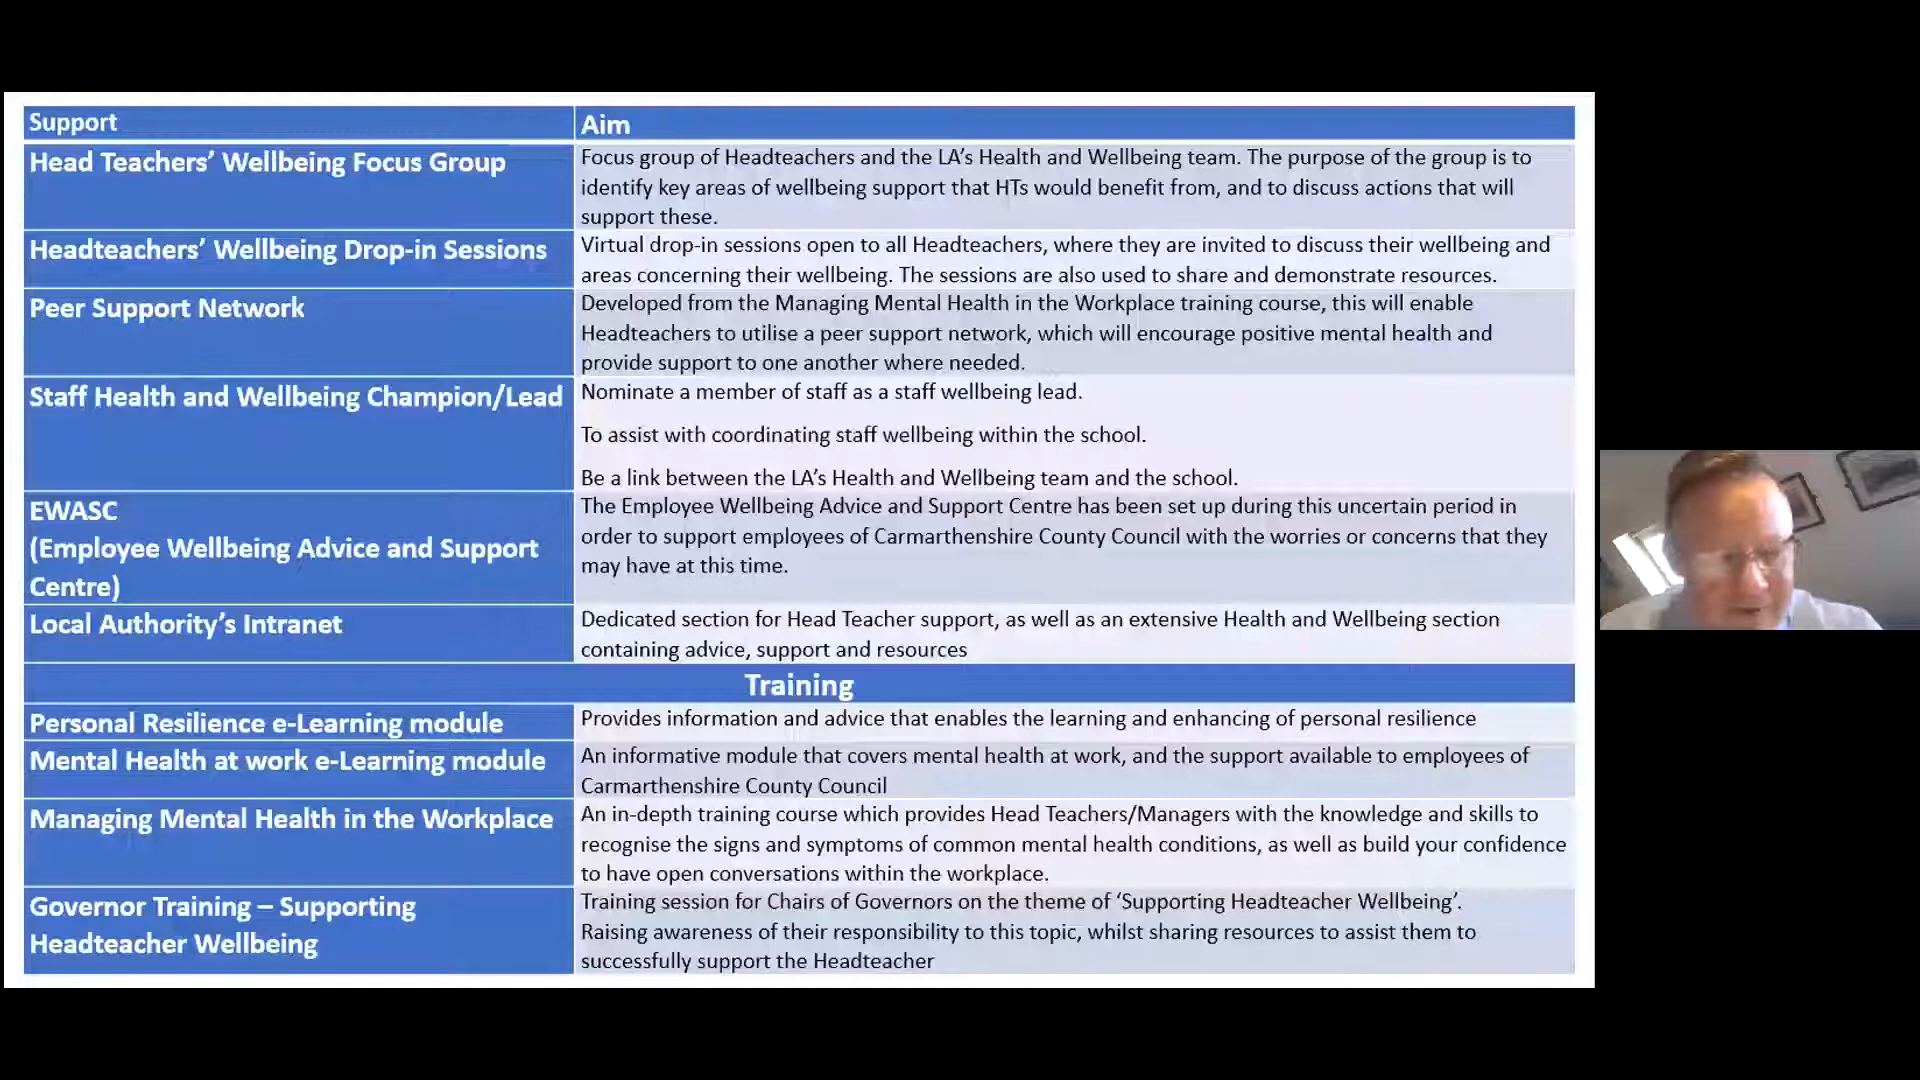 Support
Aim
Head Teachers’ Wellbeing Focus Group
Focus group of Headteachers and the LA’s Health and Wellbeing team. The purpose of the group is to
identify key areas of wellbeing support that HTs would benefit from, and to discuss actions that will
support these.
Headteachers’ Wellbeing Drop-in Sessions
Virtual drop-in sessions open to all Headteachers, where they are invited to discuss their wellbeing and
areas concerning their wellbeing. The sessions are also used to share and demonstrate resources.
Peer Support Network
Developed from the Managing Mental Health in the Workplace training course, this will enable
Headteachers to utilise a peer support network, which will encourage positive mental health and
provide support to one another where needed.
Staff Health and Wellbeing Champion/Lead
Nominate a member of staff as a staff wellbeing lead.
To assist with coordinating staff wellbeing within the school.
Be a link between the LA’s Health and Wellbeing team and the school.
EWASC
(Employee Wellbeing Advice and Support
Centre)
The Employee Wellbeing Advice and Support Centre has been set up during this uncertain period in
order to support employees of Carmarthenshire County Council with the worries or concerns that they
may have at this time.
Local Authority’s Intranet
Dedicated section for Head Teacher support, as well as an extensive Health and Wellbeing section
containing advice, support and resources
Training
Personal Resilience e-Learning module
Provides information and advice that enables the learning and enhancing of personal resilience
Mental Health at work e-Learning module
An informative module that covers mental health at work, and the support available to employees of
Carmarthenshire County Council
Managing Mental Health in the Workplace
An in-depth training course which provides Head Teachers/Managers with the knowledge and skills to
recognise the signs and symptoms of common mental health conditions, as well as build your confidence
to have open conversations within the workplace.
Governor Training – Supporting
Headteacher Wellbeing
Training session for Chairs of Governors on the theme of ‘Supporting Headteacher Wellbeing’.
Raising awareness of their responsibility to this topic, whilst sharing resources to assist them to
successfully support the Headteacher